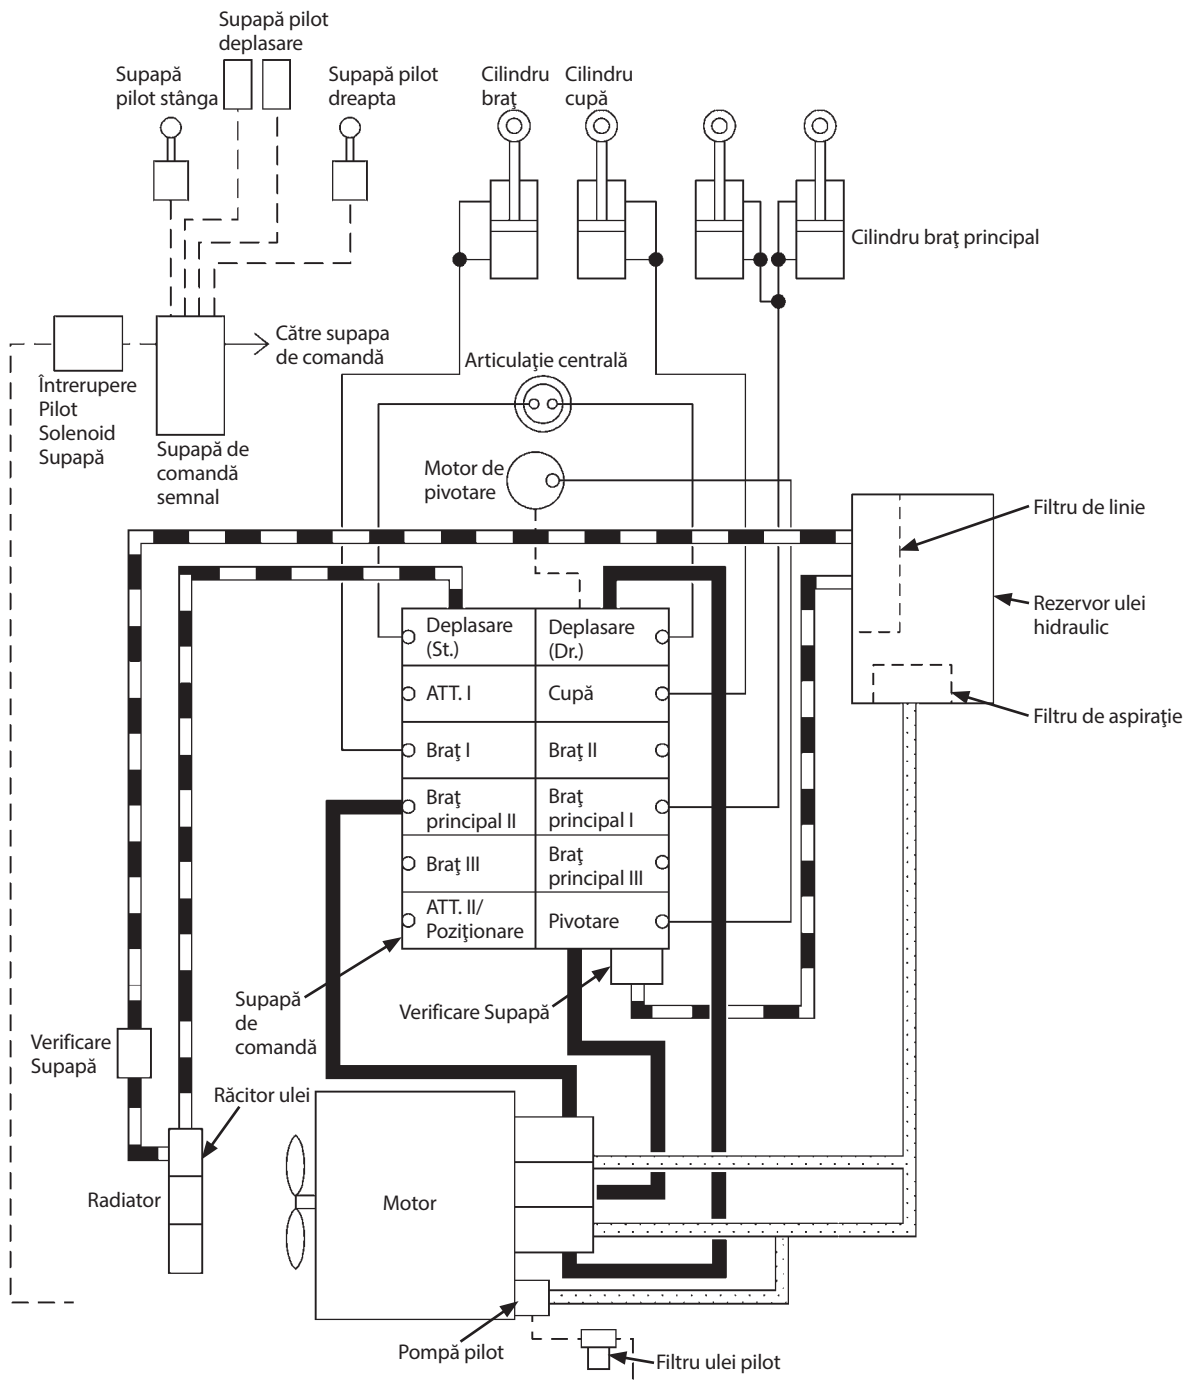 Supapă pilot
deplasare
Supapă
pilot stânga
Supapă pilot
dreapta
Cilindru
braţ
Cilindru
cupă
Cilindru braţ principal
Către supapa
de comandă
Articulaţie centrală
Întrerupere
Pilot
Solenoid
Supapă
Supapă de
comandă
semnal
Motor de
pivotare
Filtru de linie
Rezervor ulei
hidraulic
Filtru de aspiraţie
Deplasare
(St.)
Deplasare
(Dr.)
ATT. I
Cupă
Braţ I
Braţ II
Braţ
principal II
Braţ
principal I
Braţ III
Braţ
principal III
ATT. II/
Poziţionare
Pivotare
Supapă
de
comandă
Verificare Supapă
Verificare
Supapă
Răcitor ulei
Radiator
Motor
Pompă pilot
Filtru ulei pilot